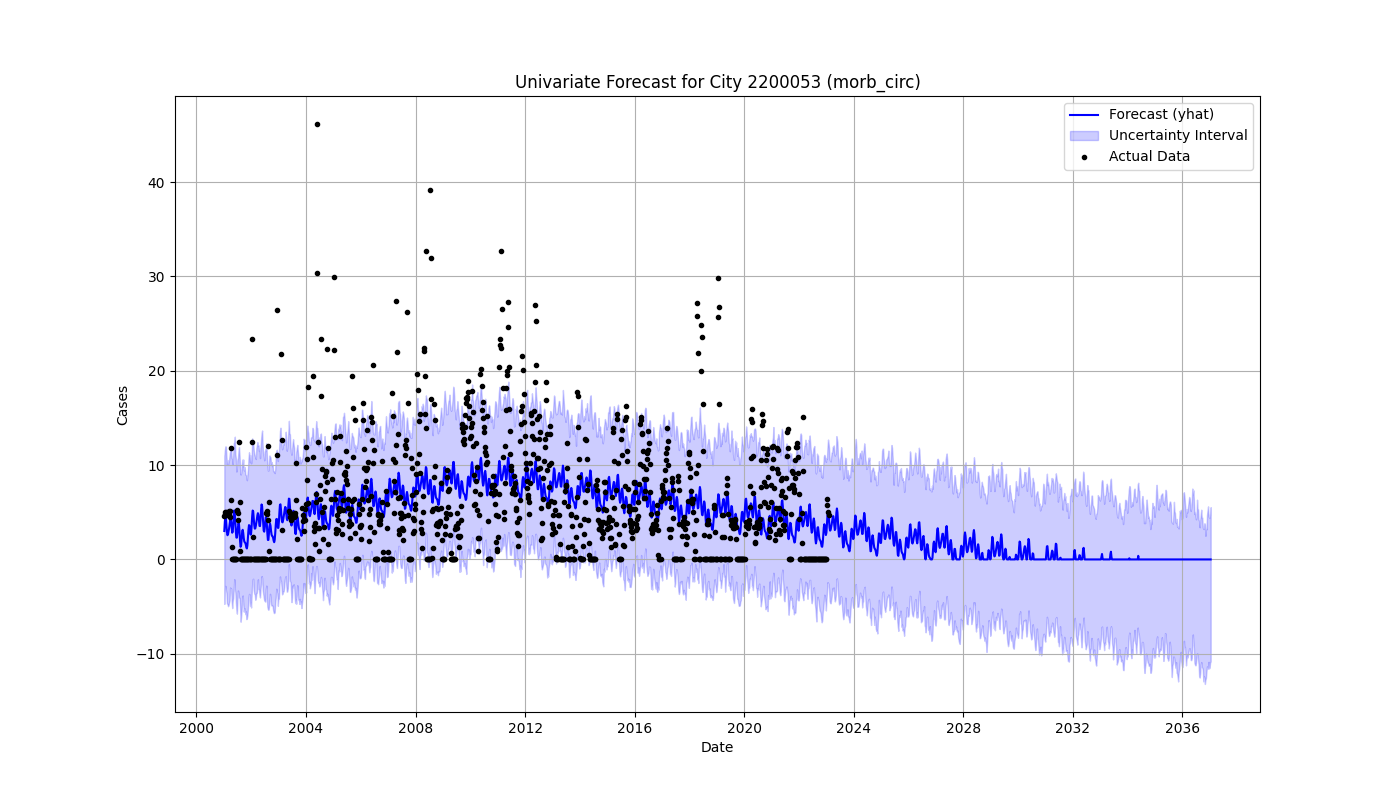 Univariate Forecast for City 2200053 (morb_circ)
Forecast (yhat)
Uncertainty Interval
Actual Data
Cases
40
30
20
10
0
−10
2000 2004 2008 2012 2016 2020 2024 2028 2032 2036
Date